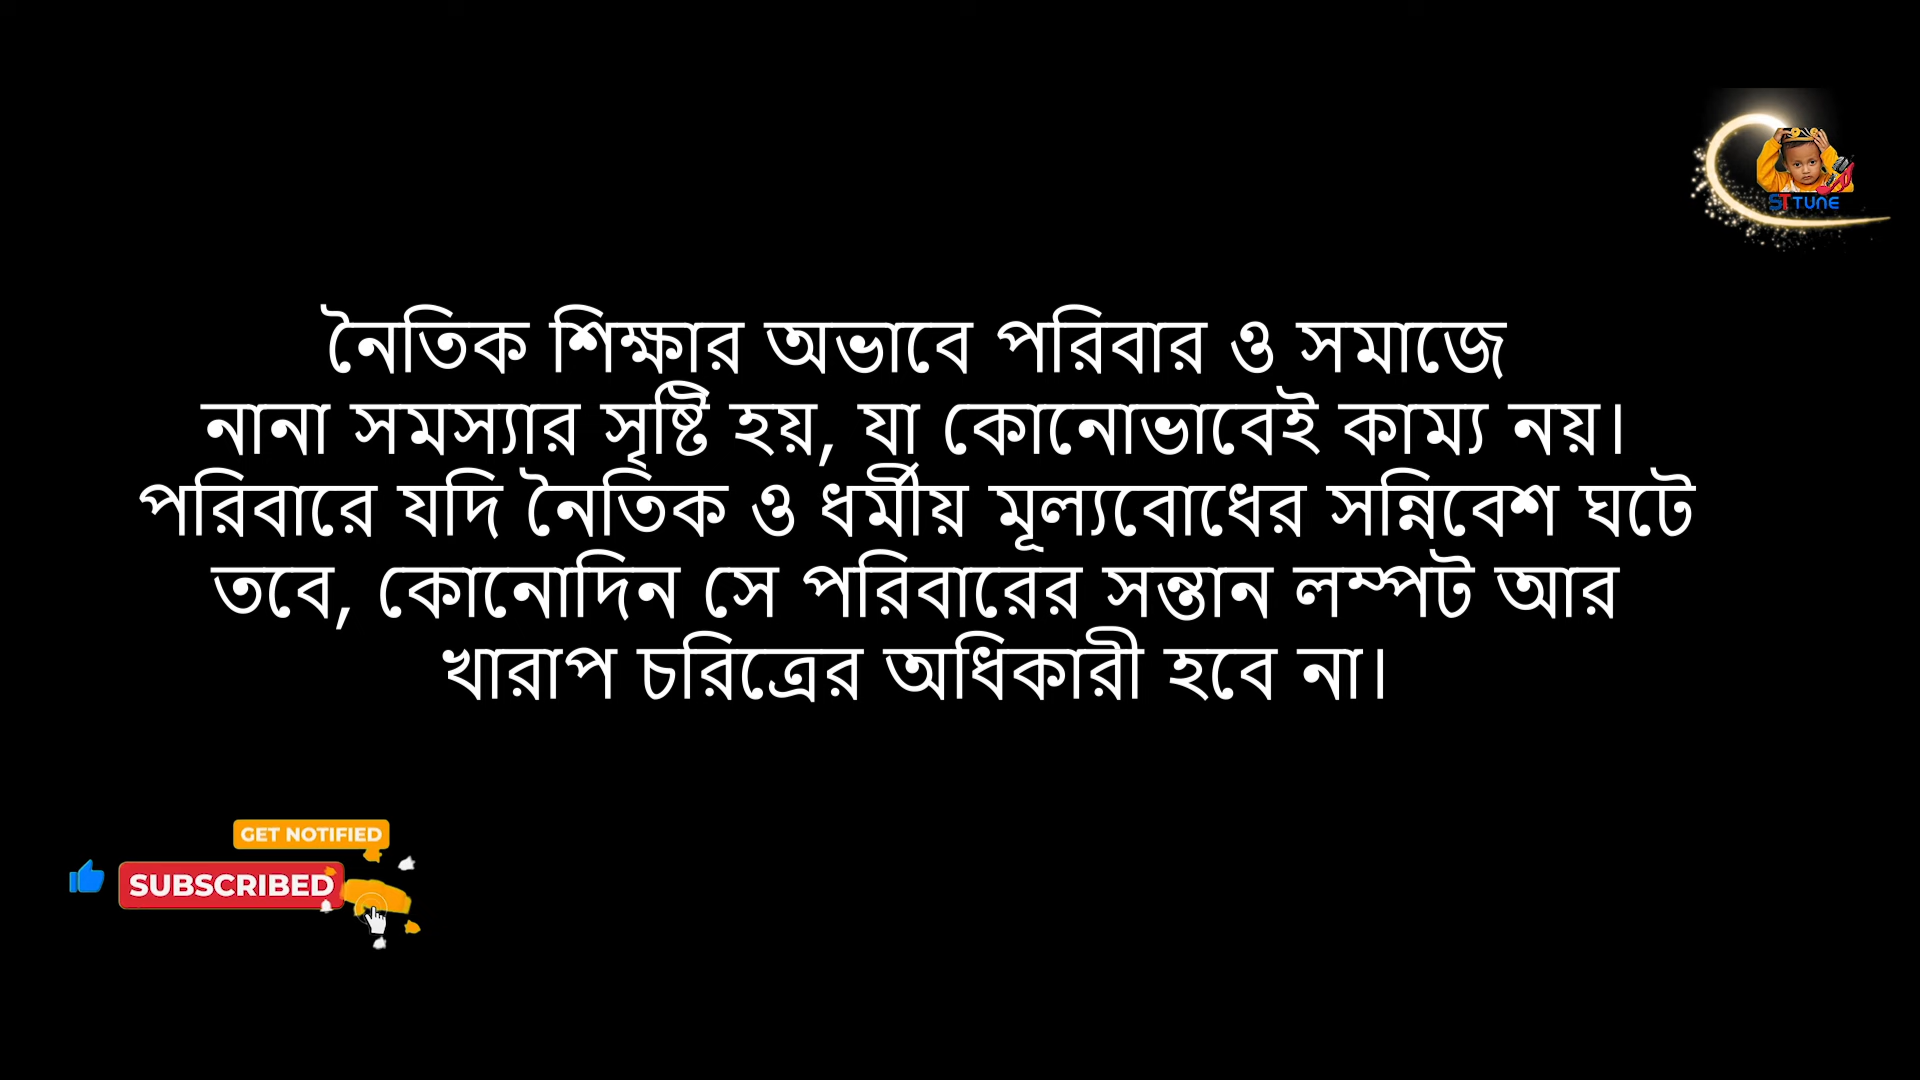 ST TUNE
নৈতিক শিক্ষার অভাবে পরিবার ও সমাজে
নানা সমস্যার সৃষ্টি হয়, যা কোনোভাবেই কাম্য নয়।
পরিবারে যদি নৈতিক ও ধর্মীয় মূল্যবোধের সন্নিবেশ ঘটে
তবে, কোনোদিন সে পরিবারের সন্তান লম্পট আর
খারাপ চরিত্রের অধিকারী হবে না।
GET NOTIFIED
SUBSCRIBED